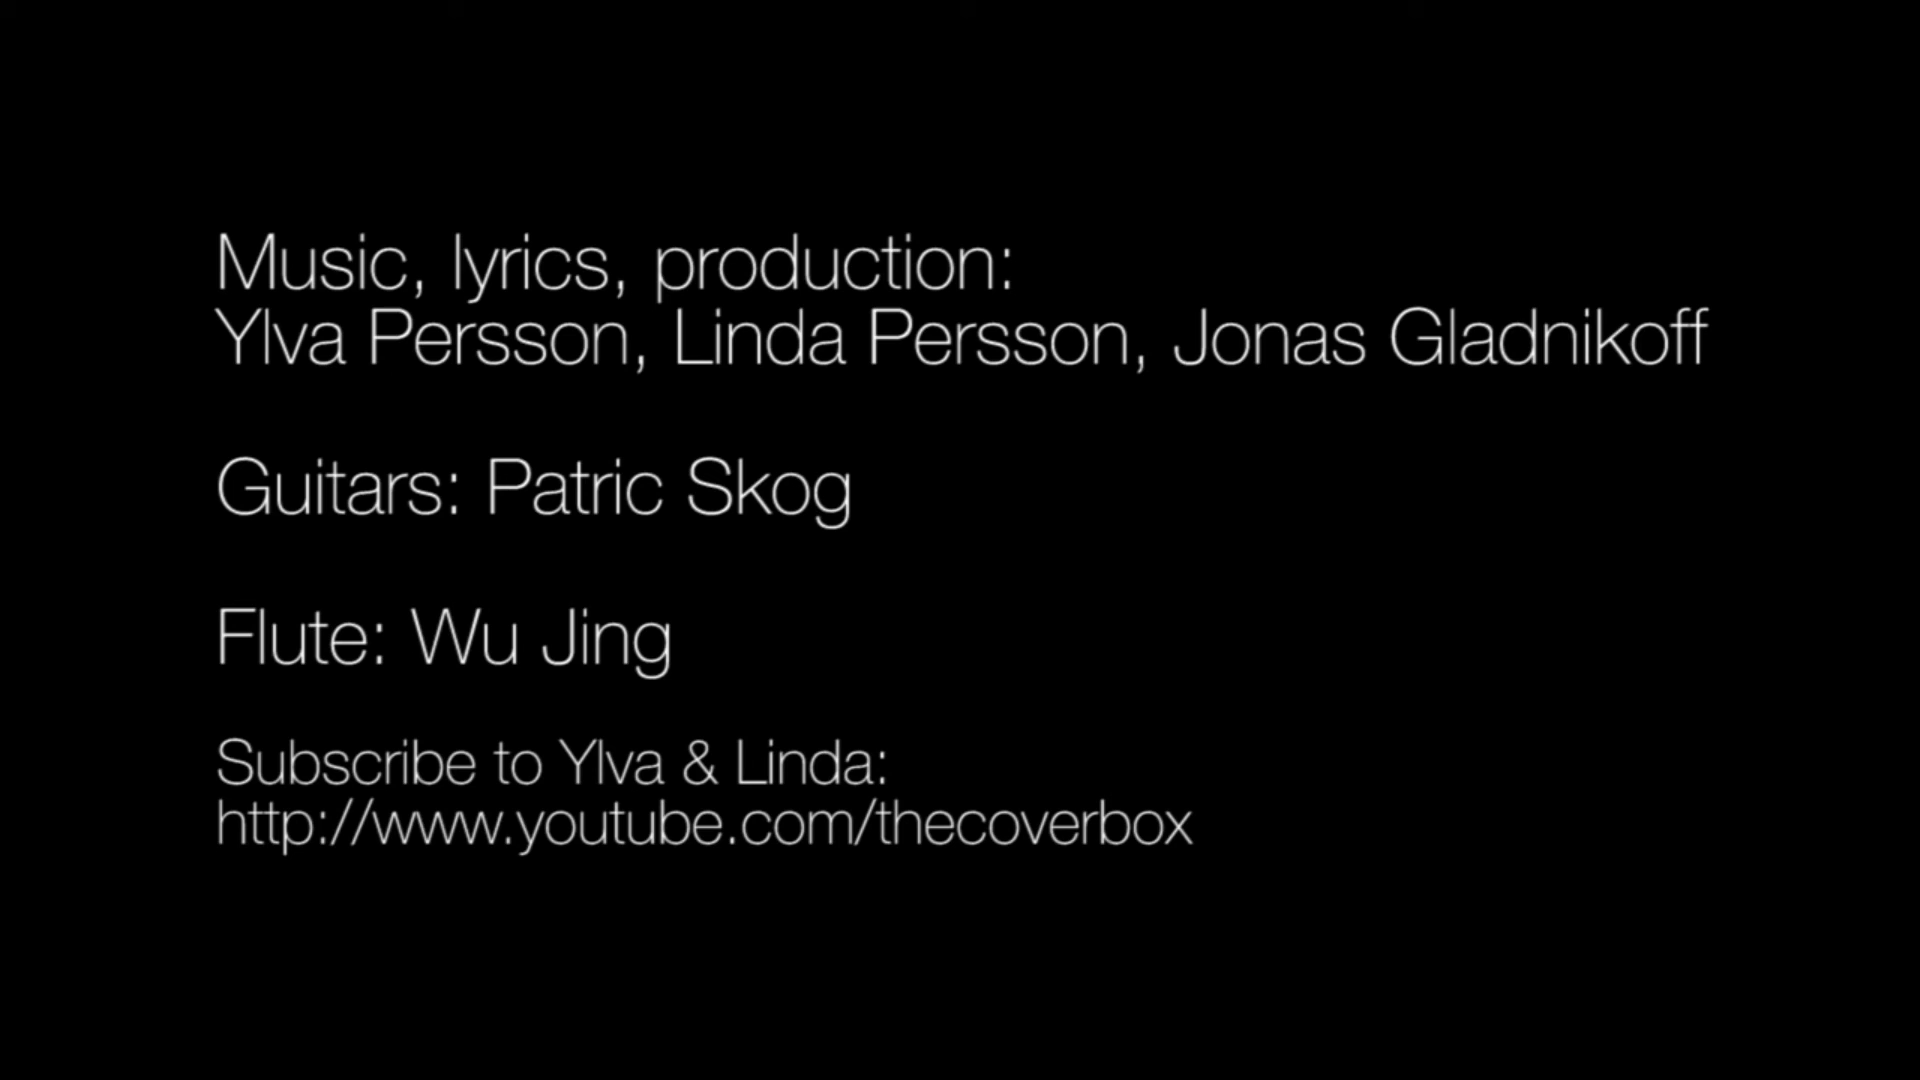 Music, lyrics, production:
Ylva Persson, Linda Persson, Jonas Gladnikoff
Guitars: Patric Skog
Flute: Wu Jing
Subscribe to Ylva & Linda:
http://www.youtube.com/thecoverbox